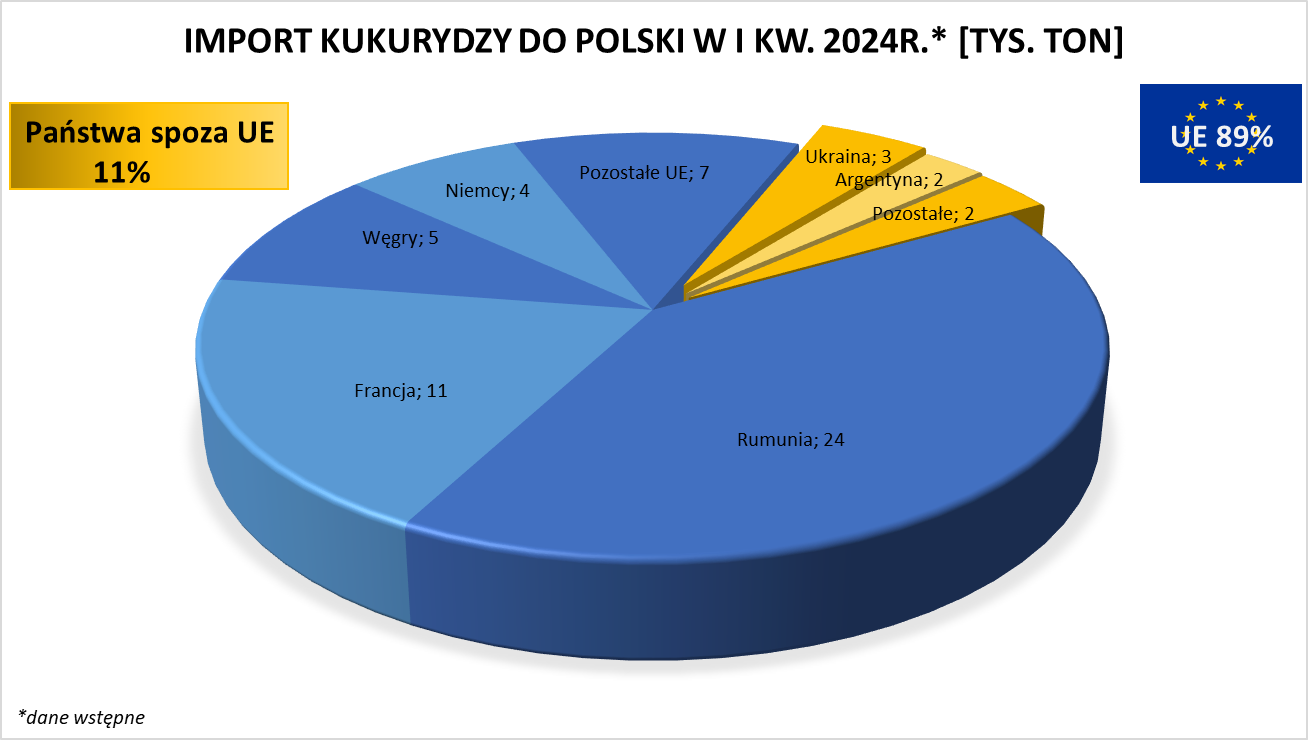 IMPORT KUKURYDZY DO POLSKI W I KW. 2024R.* [TYS. TON]
Państwa spoza UE
11%
UE 89%
Pozostałe UE; 7
Ukraina; 3
Argentyna; 2
Pozostałe; 2
Niemcy; 4
Węgry; 5
Francja; 11
Rumunia; 24
*dane wstępne